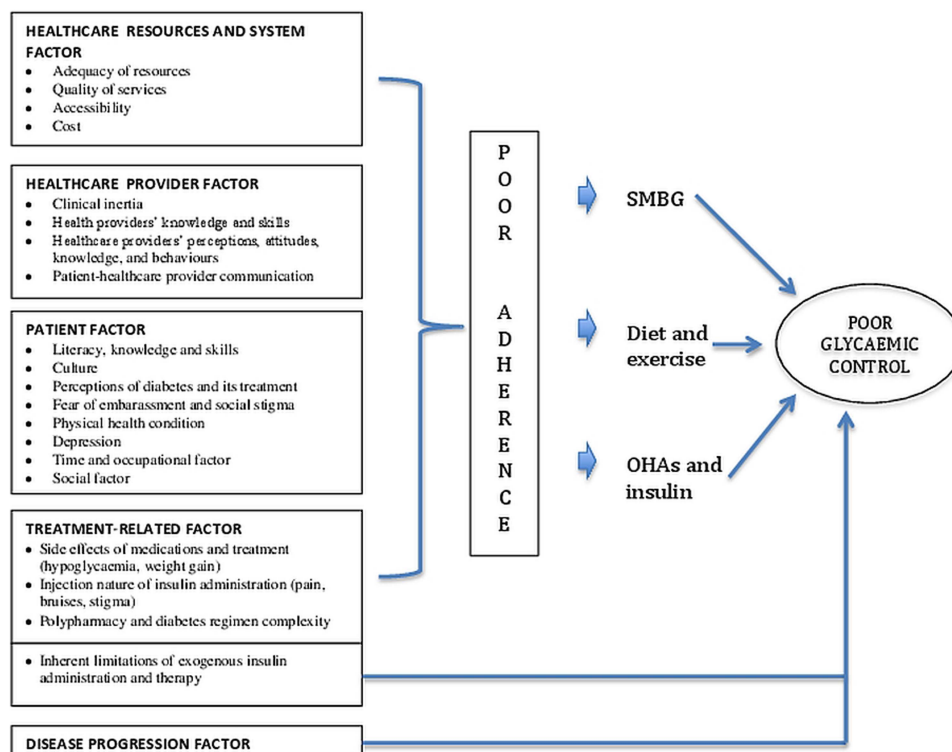 HEALTHCARE RESOURCES AND SYSTEM
FACTOR
• Adequacy of resources
• Quality of services
• Accessibility
• Cost
HEALTHCARE PROVIDER FACTOR
• Clinical inertia
• Health providers' knowledge and skills
• Healthcare providers' perceptions, attitudes,
knowledge, and behaviours
• Patient-healthcare provider communication
PATIENT FACTOR
• Literacy, knowledge and skills
• Culture
• Perceptions of diabetes and its treatment
• Fear of embarassment and social stigma
• Physical health condition
• Depression
• Time and occupational factor
• Social factor
TREATMENT-RELATED FACTOR
• Side effects of medications and treatment
(hypoglycaemia, weight gain)
• Injection nature of insulin administration (pain,
bruises, stigma)
• Polypharmacy and diabetes regimen complexity
• Inherent limitations of exogenous insulin
administration and therapy
DISEASE PROGRESSION FACTOR
POOR ADHERENCE
SMBG
Diet and
exercise
OHAs and
insulin
POOR
GLYCAEMIC
CONTROL